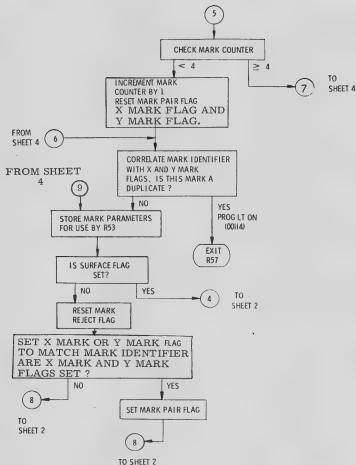 5
CHECK MARK COUNTER
< 4
≥ 4
INCREMENT MARK
COUNTER BY 1
RESET MARK PAIR FLAG
X MARK FLAG AND
Y MARK FLAG.
7
TO
SHEET 4
FROM
SHEET 4
6
CORRELATE MARK IDENTIFIER
WITH X AND Y MARK
FLAGS. IS THIS MARK A
DUPLICATE ?
FROM SHEET
4
9
NO
YES
PROG LT ON
(00114)
STORE MARK PARAMETERS
FOR USE BY R53
EXIT
R57
IS SURFACE FLAG
SET?
NO
YES
4
TO
SHEET 2
RESET MARK
REJECT FLAG
SET X MARK OR Y MARK FLAG
TO MATCH MARK IDENTIFIER
ARE X MARK AND Y MARK
FLAGS SET ?
NO
YES
8
TO
SHEET 2
SET MARK PAIR FLAG
8
TO SHEET 2